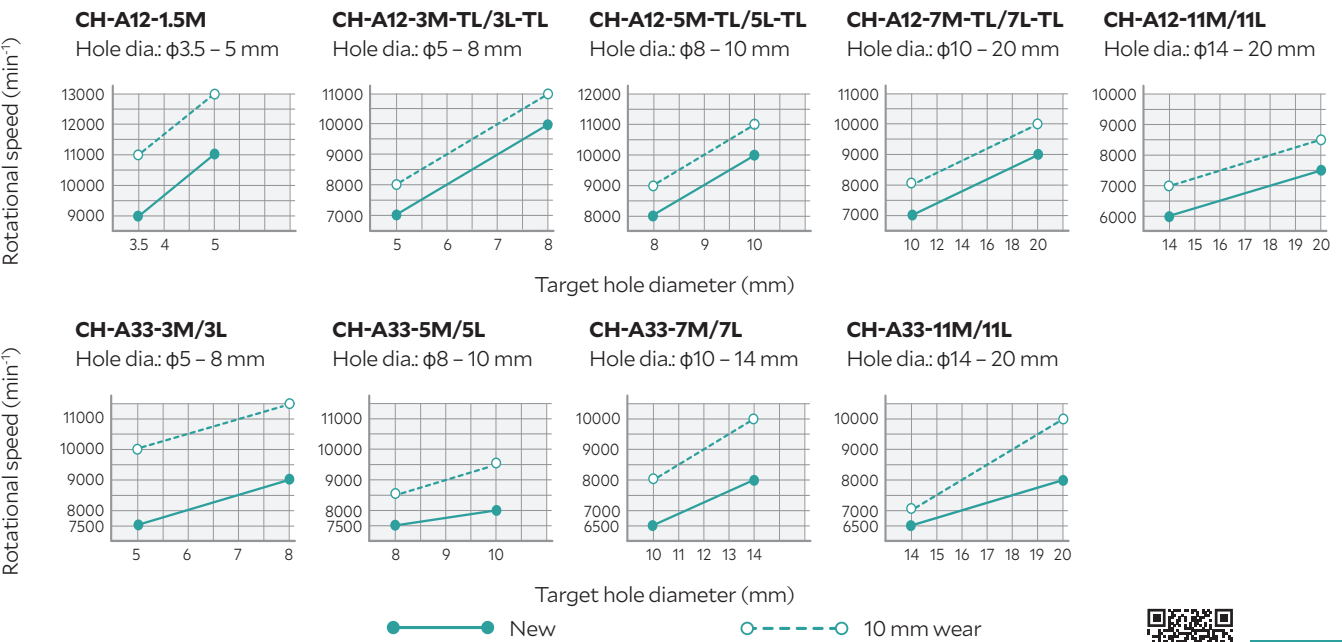 CH-A12-1.5M
Hole dia.: φ3.5 – 5 mm
CH-A12-3M-TL/3L-TL
Hole dia.: φ5 – 8 mm
CH-A12-5M-TL/5L-TL
Hole dia.: φ8 – 10 mm
CH-A12-7M-TL/7L-TL
Hole dia.: φ10 – 20 mm
CH-A12-11M/11L
Hole dia.: φ14 – 20 mm
Rotational speed (min⁻¹)
13000
12000
11000
10000
9000
3.5 4 5
11000
10000
9000
8000
7000
5 6 7 8
12000
11000
10000
9000
8000
8 9 10
11000
10000
9000
8000
7000
10 12 14 16 18 20
10000
9000
8000
7000
6000
14 15 16 17 18 19 20
Target hole diameter (mm)
CH-A33-3M/3L
Hole dia.: φ5 – 8 mm
CH-A33-5M/5L
Hole dia.: φ8 – 10 mm
CH-A33-7M/7L
Hole dia.: φ10 – 14 mm
CH-A33-11M/11L
Hole dia.: φ14 – 20 mm
Rotational speed (min⁻¹)
11000
10000
9000
8000
7500
5 6 7 8
11000
10000
9000
8000
7500
8 9 10
10000
9000
8000
7000
6500
10 11 12 13 14
10000
9000
8000
7000
6500
14 15 16 17 18 19 20
Target hole diameter (mm)
New
10 mm wear